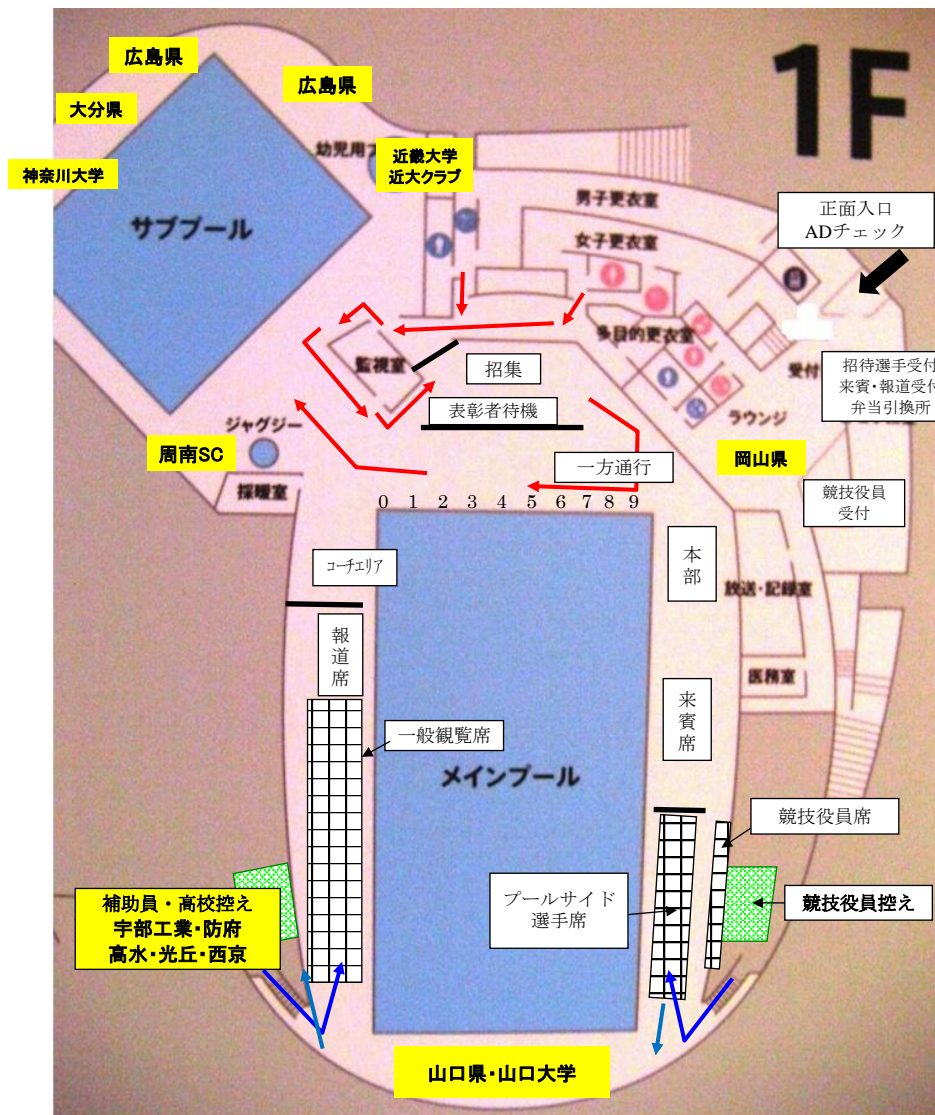 広島県
広島県
1F
大分県
幼児用
近畿大学
近大クラブ
神奈川大学
男子更衣室
正面入口
ADチェック
サブプール
女子更衣室
多目的更衣室
監視室
招集
受付
招待選手受付
来賓・報道受付
弁当引換所
表彰者待機
ラウンジ
ジャグジー
周南SC
一方通行
岡山県
採暖室
競技役員
受付
0 1 2 3 4 5 6 7 8 9
コーチエリア
本部
放送・記録室
報道席
医務室
来賓席
一般観覧席
メインプール
競技役員席
プールサイド
選手席
補助員・高校控え
宇部工業・防府
高水・光丘・西京
競技役員控え
山口県・山口大学